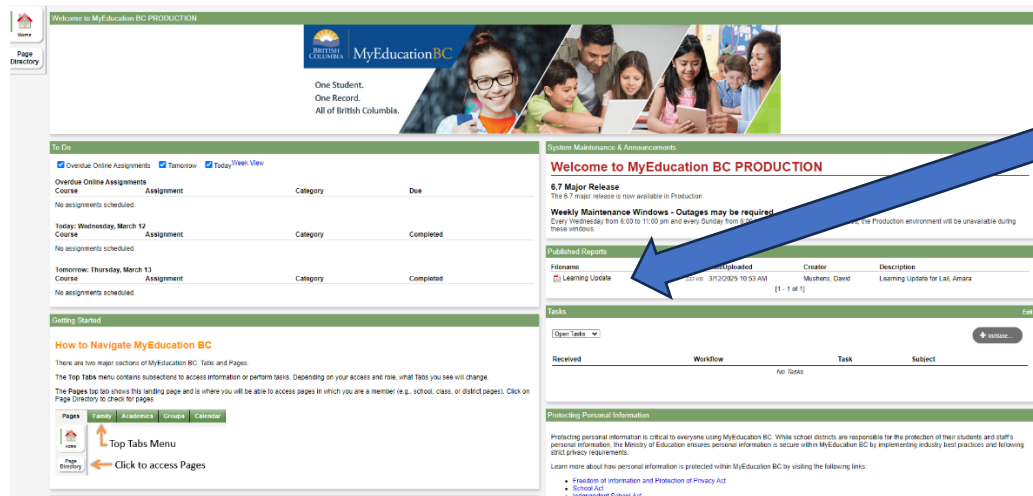 Home
Page
Directory
Welcome to MyEducation BC PRODUCTION
BRITISH
COLUMBIA
MyEducationBC
One Student.
One Record.
All of British Columbia.
To Do
Overdue Online Assignments Tomorrow Today Week View
Overdue Online Assignments
Course Assignment Category Due
No assignments scheduled.
Today: Wednesday, March 12
Course Assignment Category Completed
No assignments scheduled.
Tomorrow: Thursday, March 13
Course Assignment Category Completed
No assignments scheduled.
Getting Started
How to Navigate MyEducation BC
There are two major sections of MyEducation BC: Tabs and Pages.
The Top Tabs menu contains subsections to access information or perform tasks. Depending on your access and role, what Tabs you see will change.
The Pages top tab shows this landing page and is where you will be able to access pages in which you are a member (e.g., school, class, or district pages). Click on
Page Directory to check for pages.
Pages Family Academics Groups Calendar
Home
Top Tabs Menu
Page
Directory
Click to access Pages
System Maintenance & Announcements
Welcome to MyEducation BC PRODUCTION
6.7 Major Release
The 6.7 major release is now available in Production.
Weekly Maintenance Windows - Outages may be required
Every Wednesday from 6:00 to 11:00 pm and every Sunday from 6:00 the Production environment will be unavailable during
these windows.
Published Reports
Filename Uploaded Creator Description
Learning Update KB 3/12/2025 10:53 AM Mushens, David Learning Update for Lail, Amara
[1 - 1 of 1]
Tasks Edit
Open Tasks + Initiate...
Received Workflow Task Subject
No Tasks
Protecting Personal Information
Protecting personal information is critical to everyone using MyEducation BC. While school districts are responsible for the protection of their students and staff's
personal information, the Ministry of Education ensures personal information is secure within MyEducation BC by implementing industry best practices and following
strict privacy requirements.
Learn more about how personal information is protected within MyEducation BC by visiting the following links:
Freedom of Information and Protection of Privacy Act
School Act
Independent School Act